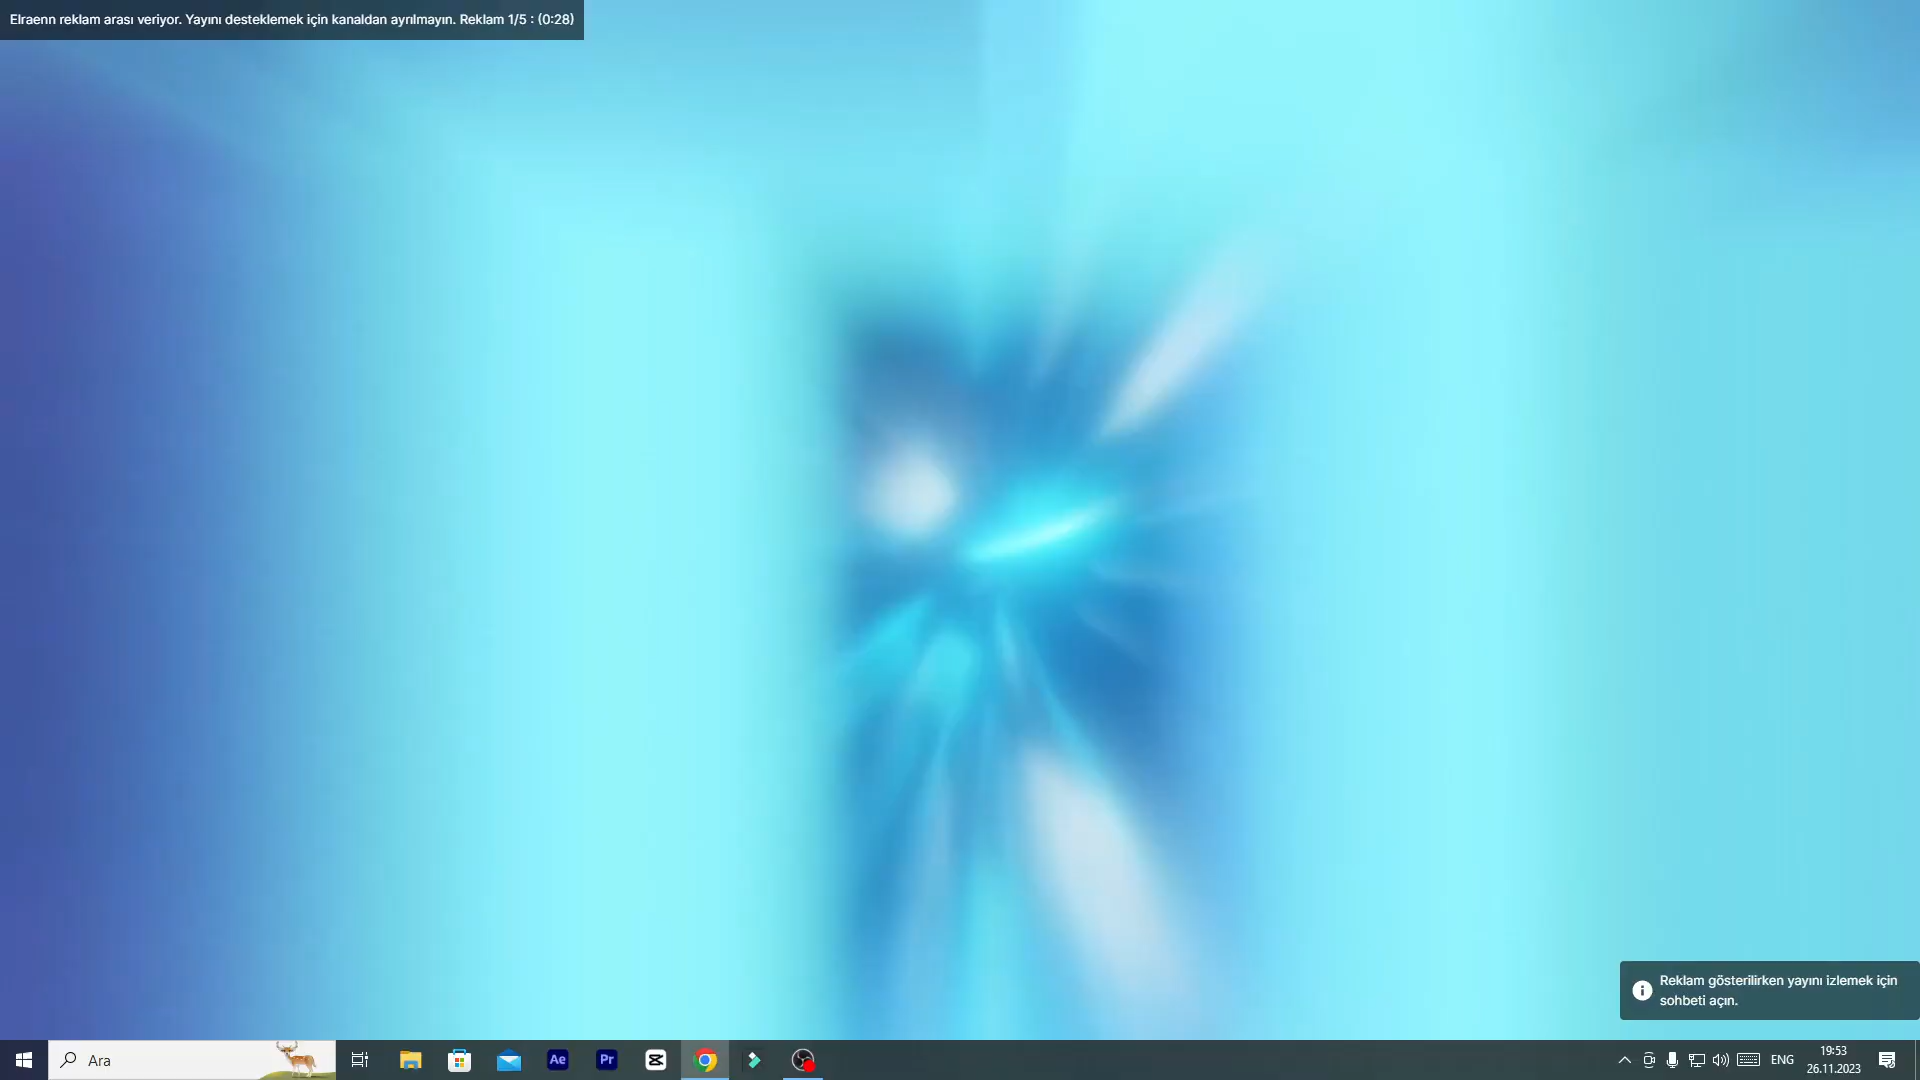 Elraenn reklam arası veriyor. Yayını desteklemek için kanaldan ayrılmayın. Reklam 1/5 : (0:28)
Reklam gösterilirken yayını izlemek için
sohbeti açın.
Ara
Ae
Pr
ENG
19:53
26.11.2023